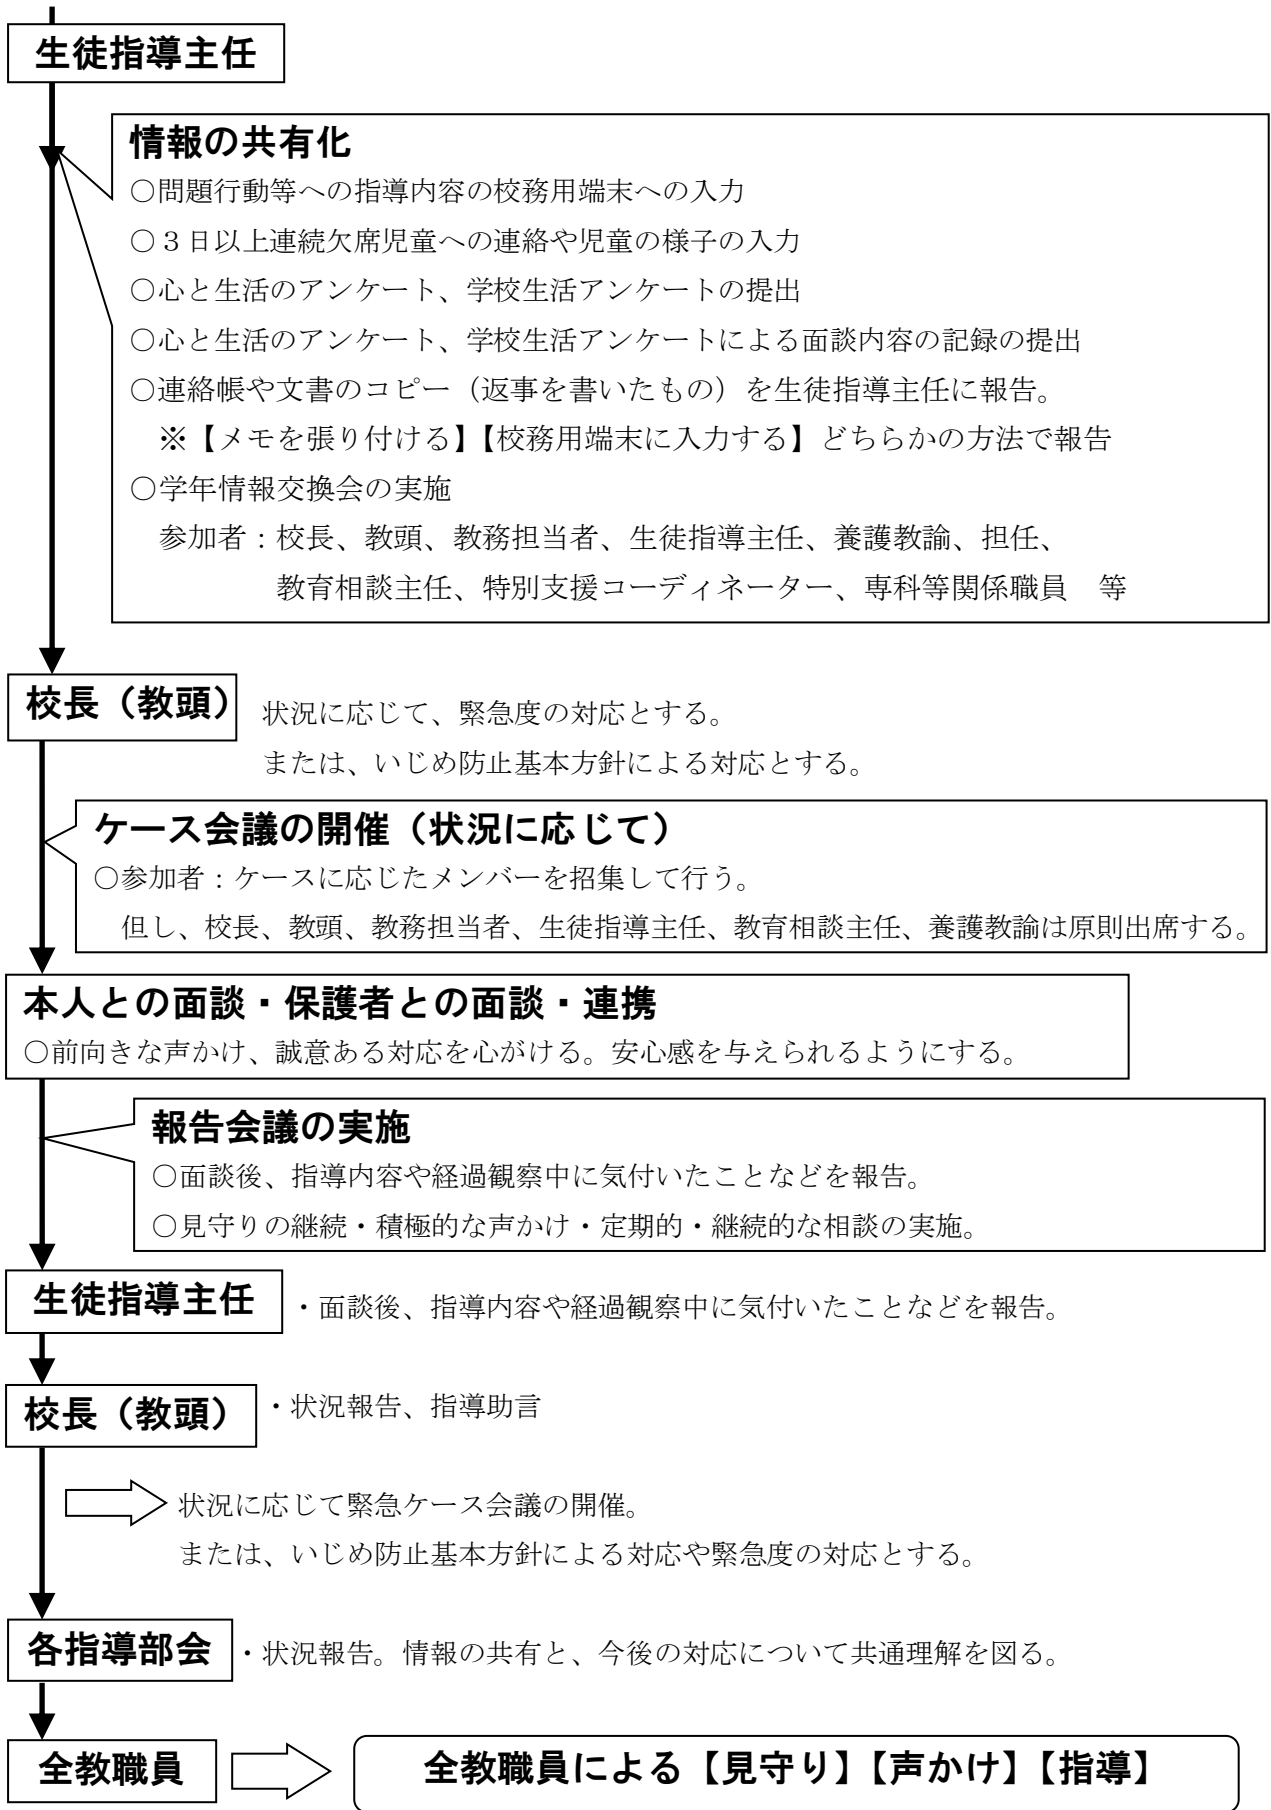 生徒指導主任
情報の共有化
○問題行動等への指導内容の校務用端末への入力
○３日以上連続欠席児童への連絡や児童の様子の入力
○心と生活のアンケート、学校生活アンケートの提出
○心と生活のアンケート、学校生活アンケートによる面談内容の記録の提出
○連絡帳や文書のコピー（返事を書いたもの）を生徒指導主任に報告。
※【メモを張り付ける】【校務用端末に入力する】どちらかの方法で報告
○学年情報交換会の実施
参加者：校長、教頭、教務担当者、生徒指導主任、養護教諭、担任、
教育相談主任、特別支援コーディネーター、専科等関係職員　等
校長（教頭）
状況に応じて、緊急度の対応とする。
または、いじめ防止基本方針による対応とする。
ケース会議の開催（状況に応じて）
○参加者：ケースに応じたメンバーを招集して行う。
但し、校長、教頭、教務担当者、生徒指導主任、教育相談主任、養護教諭は原則出席する。
本人との面談・保護者との面談・連携
○前向きな声かけ、誠意ある対応を心がける。安心感を与えられるようにする。
報告会議の実施
○面談後、指導内容や経過観察中に気付いたことなどを報告。
○見守りの継続・積極的な声かけ・定期的・継続的な相談の実施。
生徒指導主任
・面談後、指導内容や経過観察中に気付いたことなどを報告。
校長（教頭）
・状況報告、指導助言
状況に応じて緊急ケース会議の開催。
または、いじめ防止基本方針による対応や緊急度の対応とする。
各指導部会
・状況報告。情報の共有と、今後の対応について共通理解を図る。
全教職員
全教職員による【見守り】【声かけ】【指導】